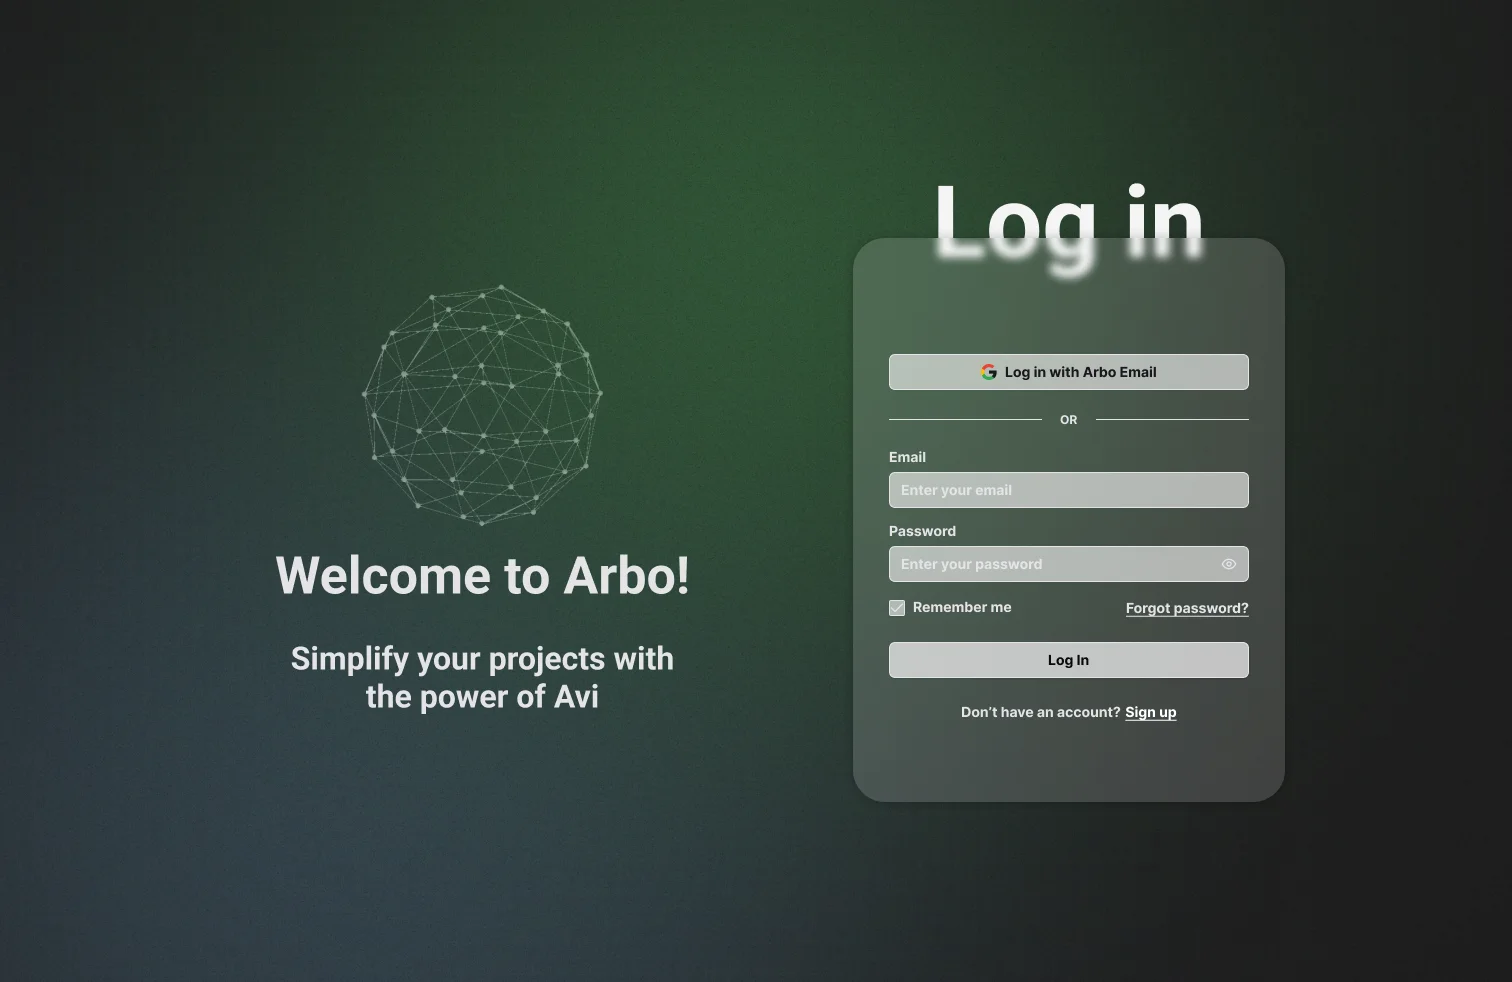 Welcome to Arbo!
Simplify your projects with
the power of Avi
Log in
Log in with Arbo Email
OR
Email
Enter your email
Password
Enter your password
Remember me
Forgot password?
Log In
Don’t have an account? Sign up